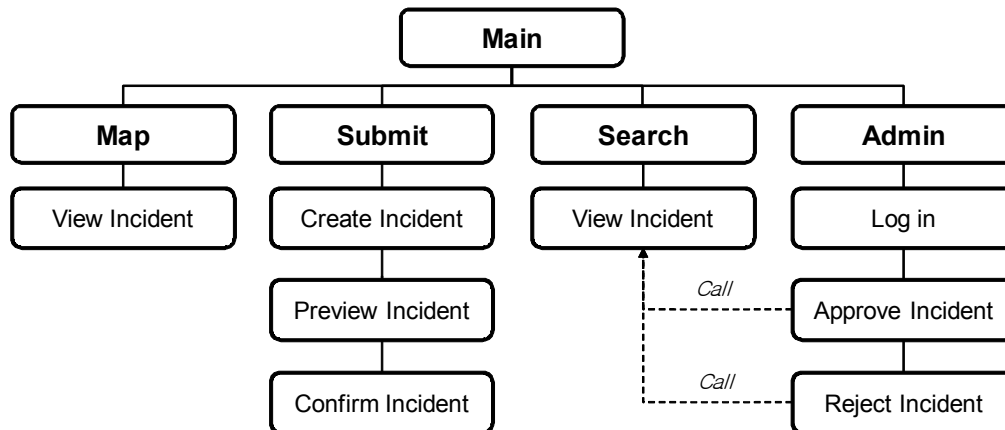 Main
Map
Submit
Search
Admin
View Incident
Create Incident
View Incident
Log in
Call
Preview Incident
Approve Incident
Call
Confirm Incident
Reject Incident